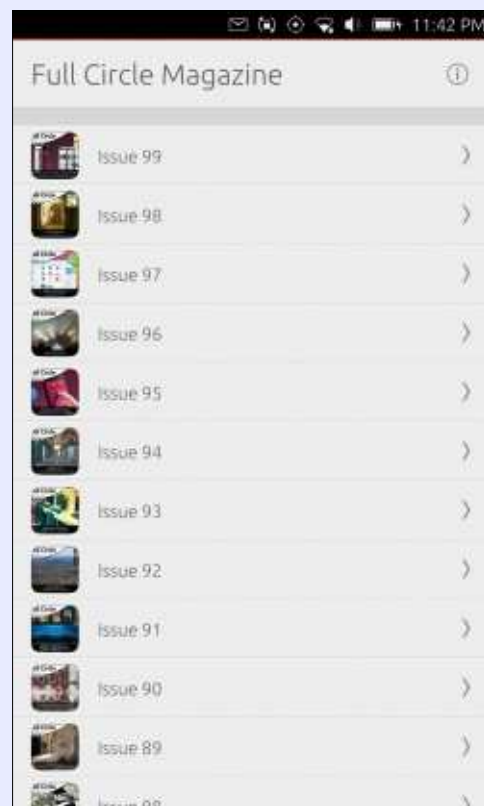 11:42 PM
Full Circle Magazine
Issue 99
Issue 98
Issue 97
Issue 96
Issue 95
Issue 94
Issue 93
Issue 92
Issue 91
Issue 90
Issue 89